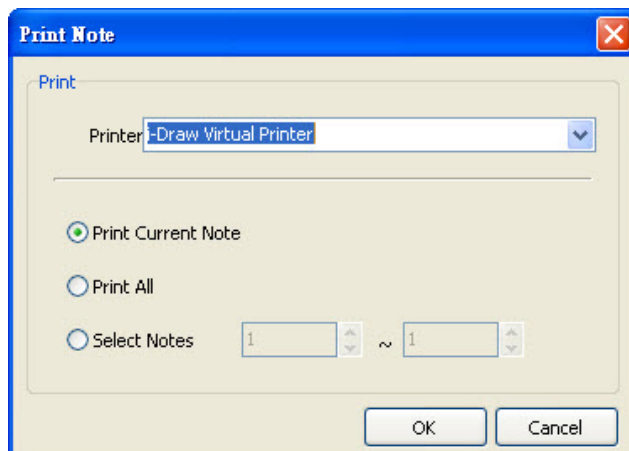 Print Note
Print
Printer i-Draw Virtual Printer
Print Current Note
Print All
Select Notes 1 ~ 1
OK Cancel